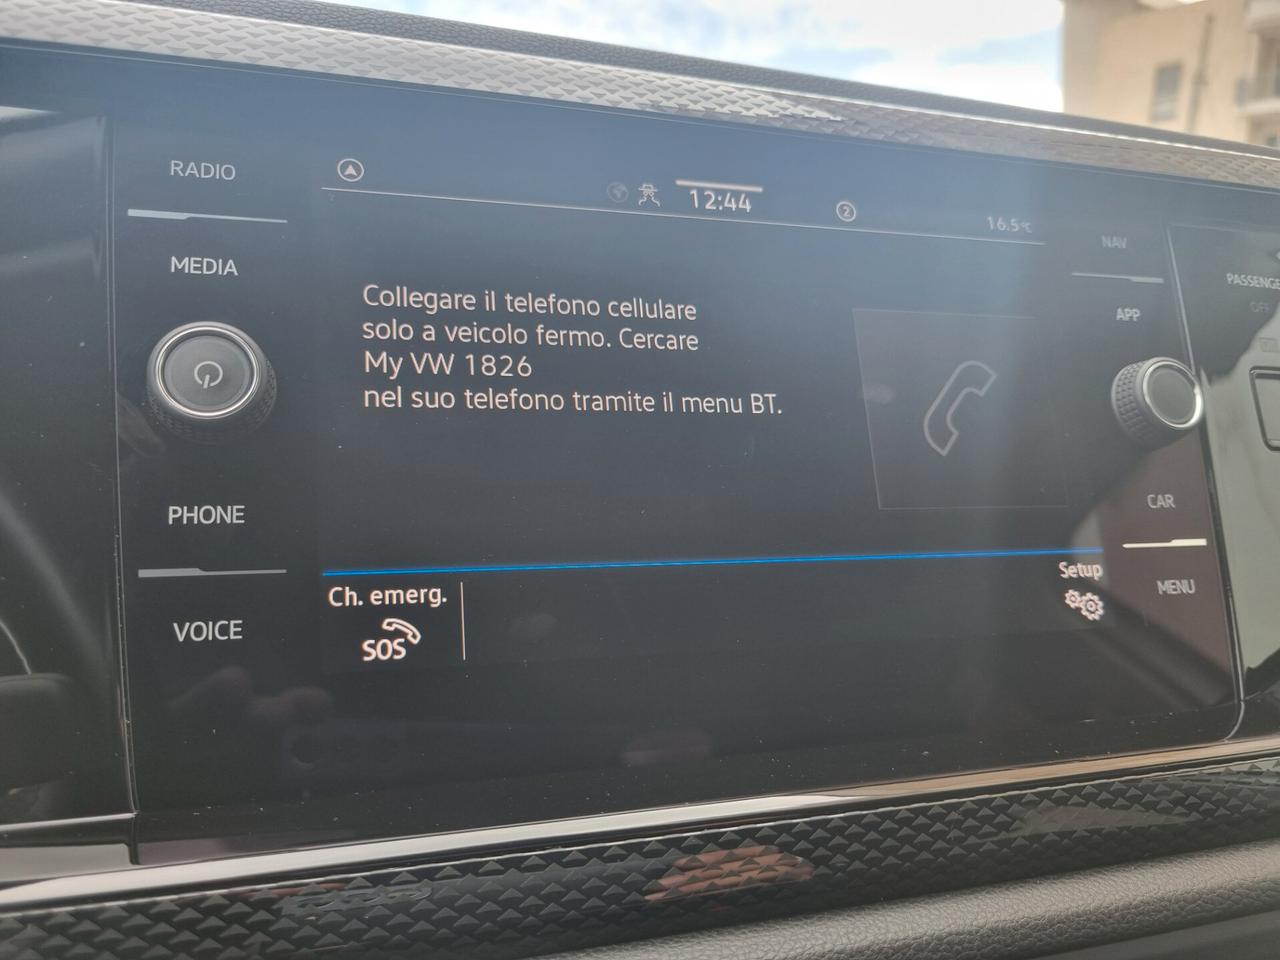 RADIO
MEDIA
PHONE
VOICE
12:44
2
16.5°C
Collegare il telefono cellulare
solo a veicolo fermo. Cercare
My VW 1826
nel suo telefono tramite il menu BT.
Ch. emerg.
SOS
Setup
NAV
APP
CAR
MENU